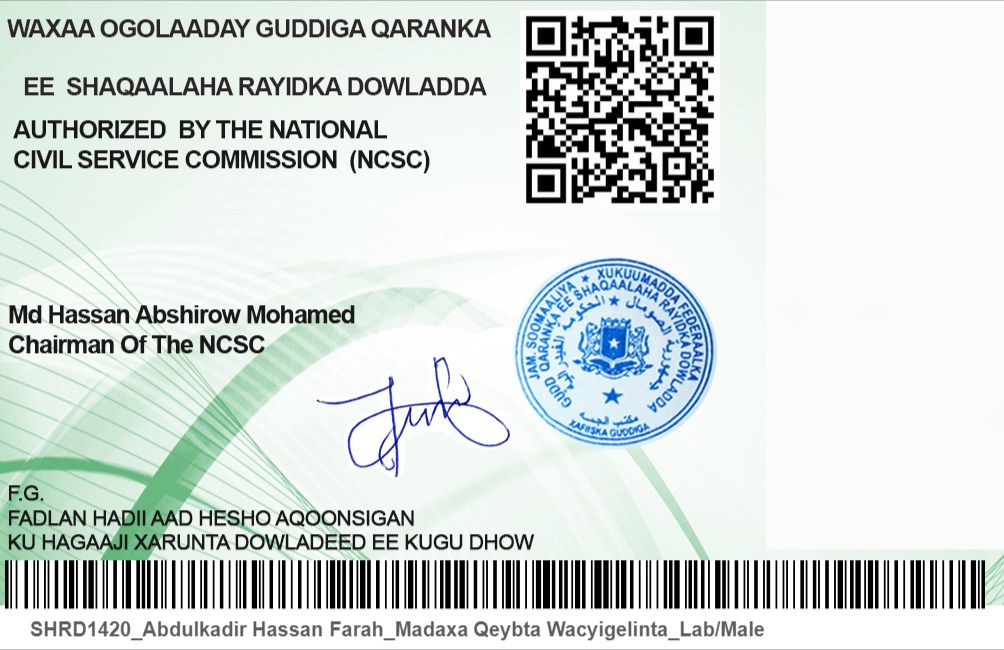 WAXAA OGOLAADAY GUDDIGA QARANKA
EE SHAQAALAHA RAYIDKA DOWLADDA
AUTHORIZED BY THE NATIONAL
CIVIL SERVICE COMMISSION (NCSC)
JAM. SOOMAALIYA ★ XUKUUMADDA FEDERAALKA
GUDD QARANKA EE SHAQAALAHA RAYIDKA DOWLADDA
مكتب الجمسة
XAFIISKA GUDDIGA
Md Hassan Abshirow Mohamed
Chairman Of The NCSC
F.G.
FADLAN HADII AAD HESHO AQOONSIGAN
KU HAGAAJI XARUNTA DOWLADEED EE KUGU DHOW
SHRD1420_Abdulkadir Hassan Farah_Madaxa Qeybta Wacyigelinta_Lab/Male